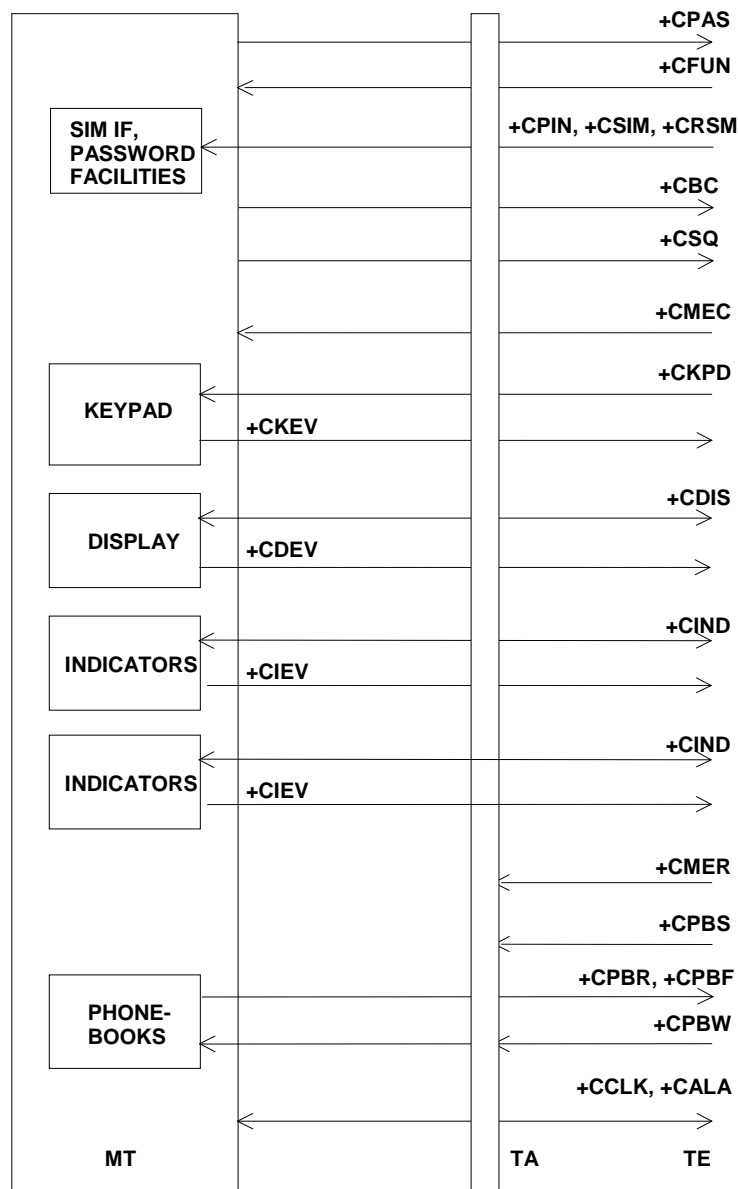 +CPAS
+CFUN
SIM IF,
PASSWORD
FACILITIES
+CPIN, +CSIM, +CRSM
+CBC
+CSQ
+CMEC
+CKPD
KEYPAD
+CKEV
+CDIS
DISPLAY
+CDEV
+CIND
INDICATORS
+CIEV
+CIND
INDICATORS
+CIEV
+CMER
+CPBS
+CPBR, +CPBF
PHONE-
BOOKS
+CPBW
+CCLK, +CALA
MT TA TE